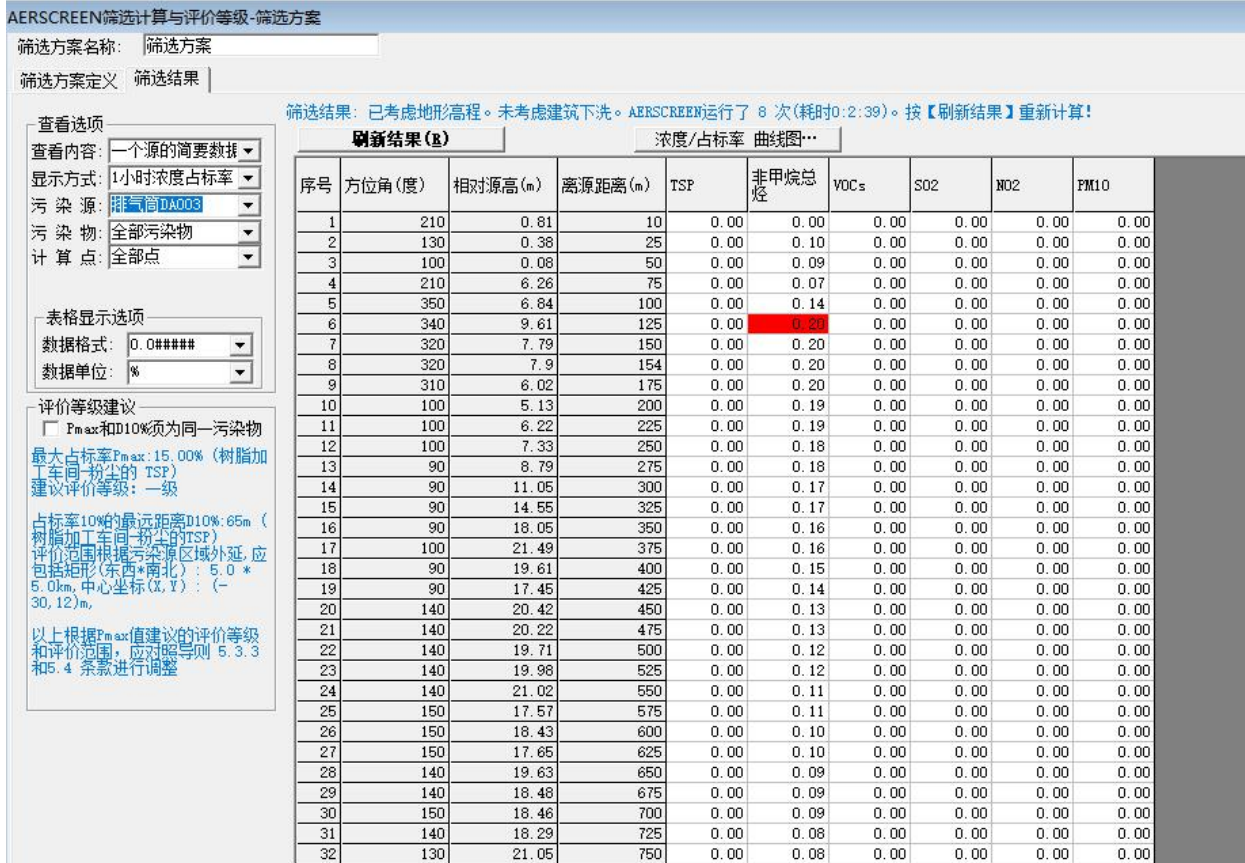 AERSCREEN筛选计算与评价等级-筛选方案
筛选方案名称: 筛选方案
筛选方案定义 筛选结果
筛选结果: 已考虑地形高程。未考虑建筑下洗。AERSCREEN运行了 8 次(耗时0:2:39)。按【刷新结果】重新计算!
刷新结果(R) 浓度/占标率 曲线图…
查看选项
查看内容: 一个源的简要数据
显示方式: 1小时浓度占标率
污 染 源: 排气筒DA003
污 染 物: 全部污染物
计 算 点: 全部点
表格显示选项
数据格式: 0.0#####
数据单位: %
评价等级建议
Pmax和D10%须为同一污染物
最大占标率Pmax:15.00% (树脂加
工车间-粉尘的 TSP)
建议评价等级: 一级
占标率10%的最远距离D10%:65m (
树脂加工车间-粉尘的TSP)
评价范围根据污染源区域外延,应
包括矩形(东西*南北) : 5.0 *
5.0km,中心坐标(X,Y) : (-
30,12)m,
以上根据Pmax值建议的评价等级
和评价范围,应对照导则 5.3.3
和5.4 条款进行调整
序号 方位角(度) 相对源高(m) 离源距离(m) TSP 非甲烷总烃 VOCs SO2 NO2 PM10
1 210 0.81 10 0.00 0.00 0.00 0.00 0.00 0.00
2 130 0.38 25 0.00 0.10 0.00 0.00 0.00 0.00
3 100 0.08 50 0.00 0.09 0.00 0.00 0.00 0.00
4 210 6.26 75 0.00 0.07 0.00 0.00 0.00 0.00
5 350 6.84 100 0.00 0.14 0.00 0.00 0.00 0.00
6 340 9.61 125 0.00 0.20 0.00 0.00 0.00 0.00
7 320 7.79 150 0.00 0.20 0.00 0.00 0.00 0.00
8 320 7.9 154 0.00 0.20 0.00 0.00 0.00 0.00
9 310 6.02 175 0.00 0.20 0.00 0.00 0.00 0.00
10 100 5.13 200 0.00 0.19 0.00 0.00 0.00 0.00
11 100 6.22 225 0.00 0.19 0.00 0.00 0.00 0.00
12 100 7.33 250 0.00 0.18 0.00 0.00 0.00 0.00
13 90 8.79 275 0.00 0.18 0.00 0.00 0.00 0.00
14 90 11.05 300 0.00 0.17 0.00 0.00 0.00 0.00
15 90 14.55 325 0.00 0.17 0.00 0.00 0.00 0.00
16 90 18.05 350 0.00 0.16 0.00 0.00 0.00 0.00
17 100 21.49 375 0.00 0.16 0.00 0.00 0.00 0.00
18 90 19.61 400 0.00 0.15 0.00 0.00 0.00 0.00
19 90 17.45 425 0.00 0.14 0.00 0.00 0.00 0.00
20 140 20.42 450 0.00 0.13 0.00 0.00 0.00 0.00
21 140 20.22 475 0.00 0.13 0.00 0.00 0.00 0.00
22 140 19.71 500 0.00 0.12 0.00 0.00 0.00 0.00
23 140 19.98 525 0.00 0.12 0.00 0.00 0.00 0.00
24 140 21.02 550 0.00 0.11 0.00 0.00 0.00 0.00
25 150 17.57 575 0.00 0.11 0.00 0.00 0.00 0.00
26 150 18.43 600 0.00 0.10 0.00 0.00 0.00 0.00
27 150 17.65 625 0.00 0.10 0.00 0.00 0.00 0.00
28 140 19.63 650 0.00 0.09 0.00 0.00 0.00 0.00
29 140 18.48 675 0.00 0.09 0.00 0.00 0.00 0.00
30 150 18.46 700 0.00 0.09 0.00 0.00 0.00 0.00
31 140 18.29 725 0.00 0.08 0.00 0.00 0.00 0.00
32 130 21.05 750 0.00 0.08 0.00 0.00 0.00 0.00